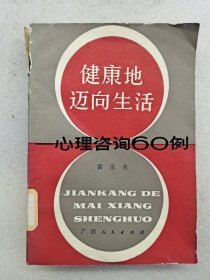 健康地
迈向生活
—心理咨询60例
JIANKANG DE
MAI XIANG
SHENGHUO
广西人民出版社